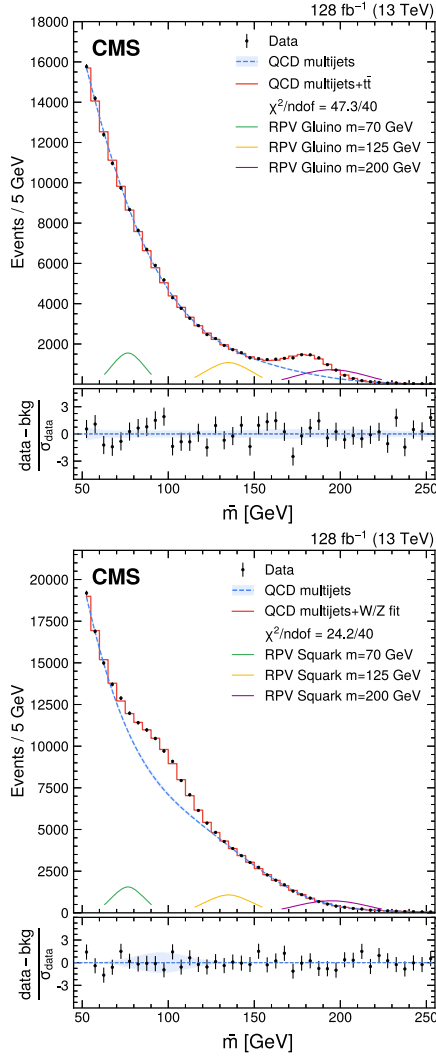 128 fb⁻¹ (13 TeV)
CMS
Data
QCD multijets
QCD multijets+tt̄
χ²/ndof = 47.3/40
RPV Gluino m=70 GeV
RPV Gluino m=125 GeV
RPV Gluino m=200 GeV
Events / 5 GeV
18000
16000
14000
12000
10000
8000
6000
4000
2000
data−bkg
σdata
3
0
-3
50 100 150 200 250
m̄ [GeV]
128 fb⁻¹ (13 TeV)
CMS
Data
QCD multijets
QCD multijets+W/Z fit
χ²/ndof = 24.2/40
RPV Squark m=70 GeV
RPV Squark m=125 GeV
RPV Squark m=200 GeV
Events / 5 GeV
20000
17500
15000
12500
10000
7500
5000
2500
0
data−bkg
σdata
3
0
-3
50 100 150 200 250
m̄ [GeV]